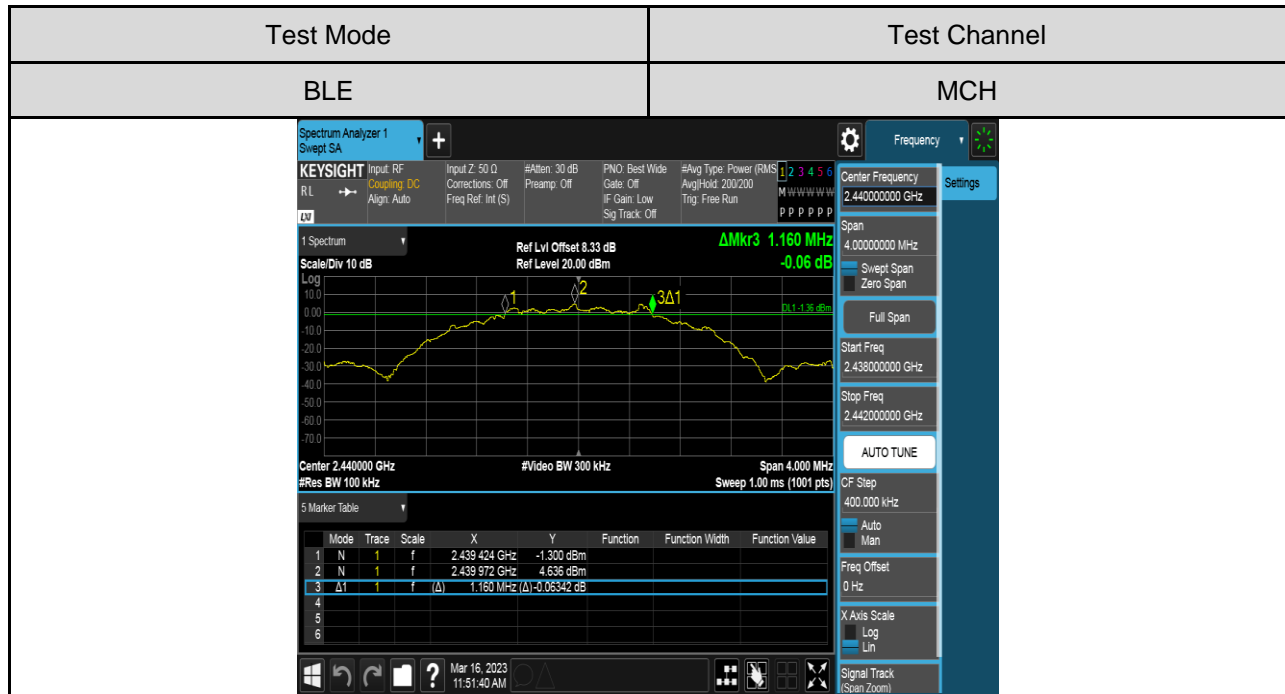 Test Mode
Test Channel
BLE
MCH
Spectrum Analyzer 1
Swept SA
+
Frequency
KEYSIGHT
RL
LXI
Input: RF
Coupling: DC
Align: Auto
Input Z: 50 Ω
Corrections: Off
Freq Ref: Int (S)
#Atten: 30 dB
Preamp: Off
PNO: Best Wide
Gate: Off
IF Gain: Low
Sig Track: Off
#Avg Type: Power (RMS
Avg|Hold: 200/200
Trig: Free Run
1 2 3 4 5 6
M W W W W W
P P P P P P
1 Spectrum
Scale/Div 10 dB
Ref Lvl Offset 8.33 dB
Ref Level 20.00 dBm
ΔMkr3 1.160 MHz
-0.06 dB
Log
10.0
0.00
-10.0
-20.0
-30.0
-40.0
-50.0
-60.0
-70.0
1
2
3Δ1
DL1 -1.36 dBm
Center 2.440000 GHz
#Video BW 300 kHz
Span 4.000 MHz
#Res BW 100 kHz
Sweep 1.00 ms (1001 pts)
5 Marker Table
Mode Trace Scale X Y Function Function Width Function Value
1 N 1 f 2.439 424 GHz -1.300 dBm
2 N 1 f 2.439 972 GHz 4.636 dBm
3 Δ1 1 f (Δ) 1.160 MHz (Δ) -0.06342 dB
4
5
6
?
Mar 16, 2023
11:51:40 AM
Settings
Center Frequency
2.440000000 GHz
Span
4.00000000 MHz
Swept Span
Zero Span
Full Span
Start Freq
2.438000000 GHz
Stop Freq
2.442000000 GHz
AUTO TUNE
CF Step
400.000 kHz
Auto
Man
Freq Offset
0 Hz
X Axis Scale
Log
Lin
Signal Track
(Span Zoom)